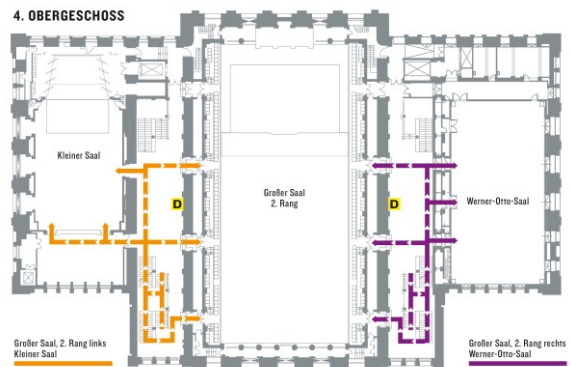 4. OBERGESCHOSS
Kleiner Saal
Großer Saal
2. Rang
Werner-Otto-Saal
D
D
Großer Saal, 2. Rang links
Kleiner Saal
Großer Saal, 2. Rang rechts
Werner-Otto-Saal